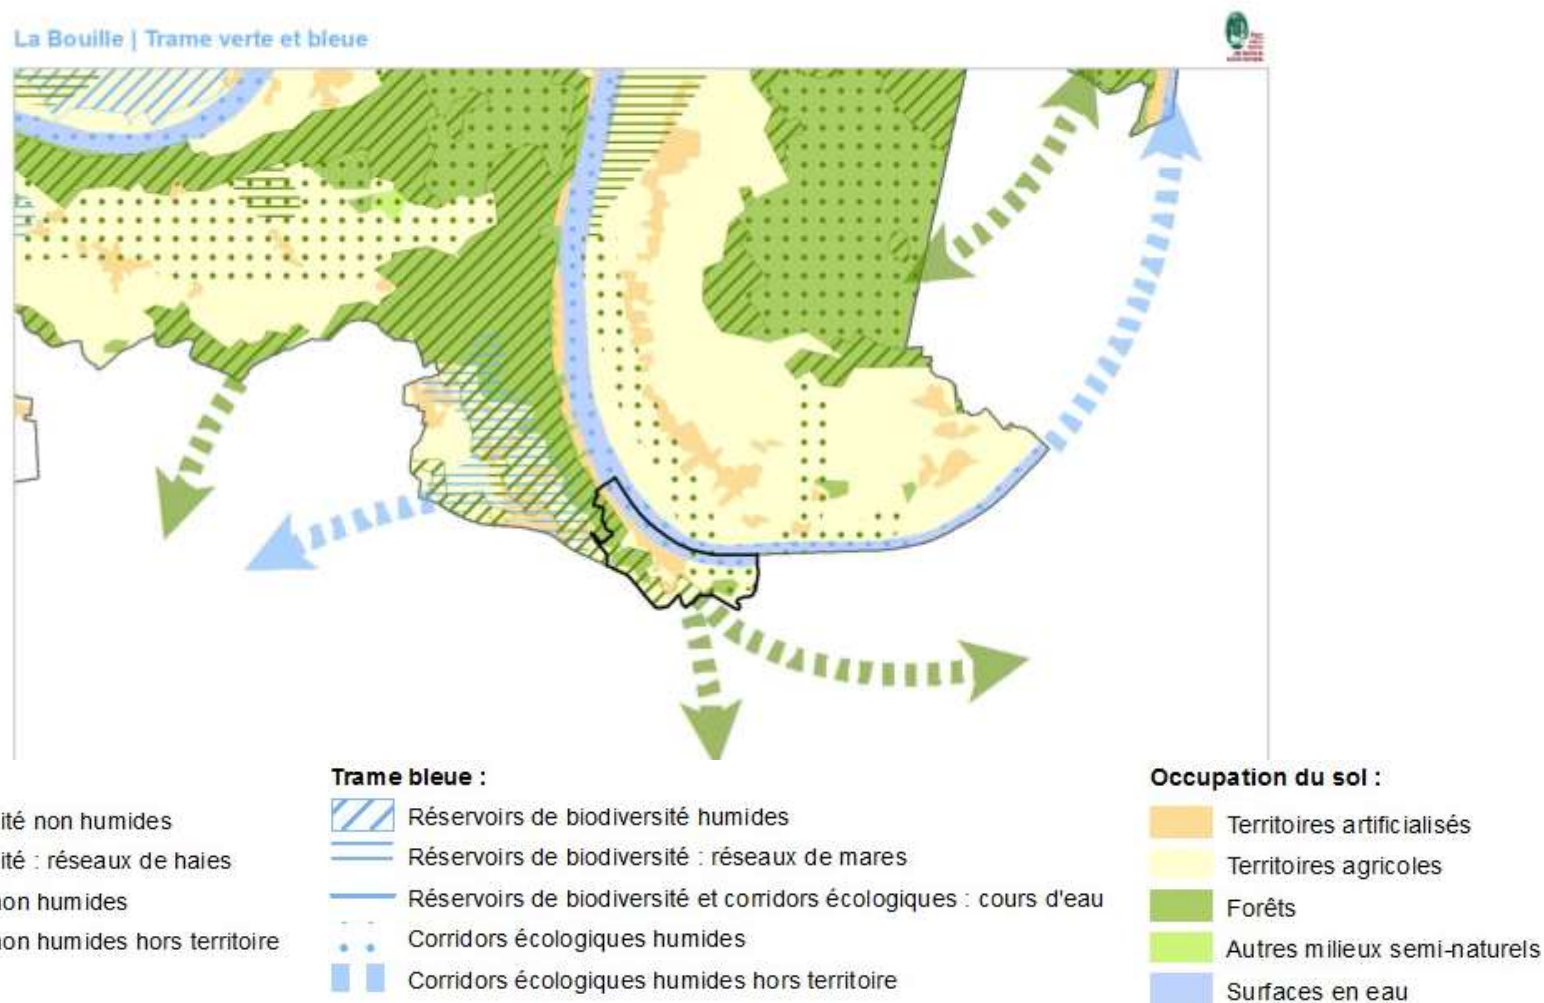 La Bouille | Trame verte et bleue
ité non humides
ité : réseaux de haies
non humides
non humides hors territoire
Trame bleue :
Réservoirs de biodiversité humides
Réservoirs de biodiversité : réseaux de mares
Réservoirs de biodiversité et corridors écologiques : cours d'eau
Corridors écologiques humides
Corridors écologiques humides hors territoire
Occupation du sol :
Territoires artificialisés
Territoires agricoles
Forêts
Autres milieux semi-naturels
Surfaces en eau